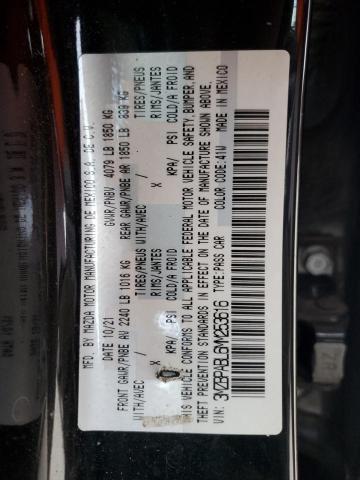 MFD. BY MAZDA MOTOR MANUFACTURING DE MEXICO S.A. DE C.V.
DATE 10/21 GVWR/PNBV 4079 LB 1850 KG
FRONT GAWR/PNBE AV 2240 LB 1016 KG REAR GAWR/PNBE AR 1850 LB 839 KG
WITH/AVEC TIRES/PNEUS WITH/AVEC TIRES/PNEUS
X RIMS/JANTES X RIMS/JANTES
KPA/ PSI COLD/A FROID KPA/ PSI COLD/A FROID
THIS VEHICLE CONFORMS TO ALL APPLICABLE FEDERAL MOTOR VEHICLE SAFETY, BUMPER, AND
THEFT PREVENTION STANDARDS IN EFFECT ON THE DATE OF MANUFACTURE SHOWN ABOVE.
3MZBPABL6NM253616 COLOR CODE:41W MADE IN MEXICO
VIN: TYPE:PASS CAR